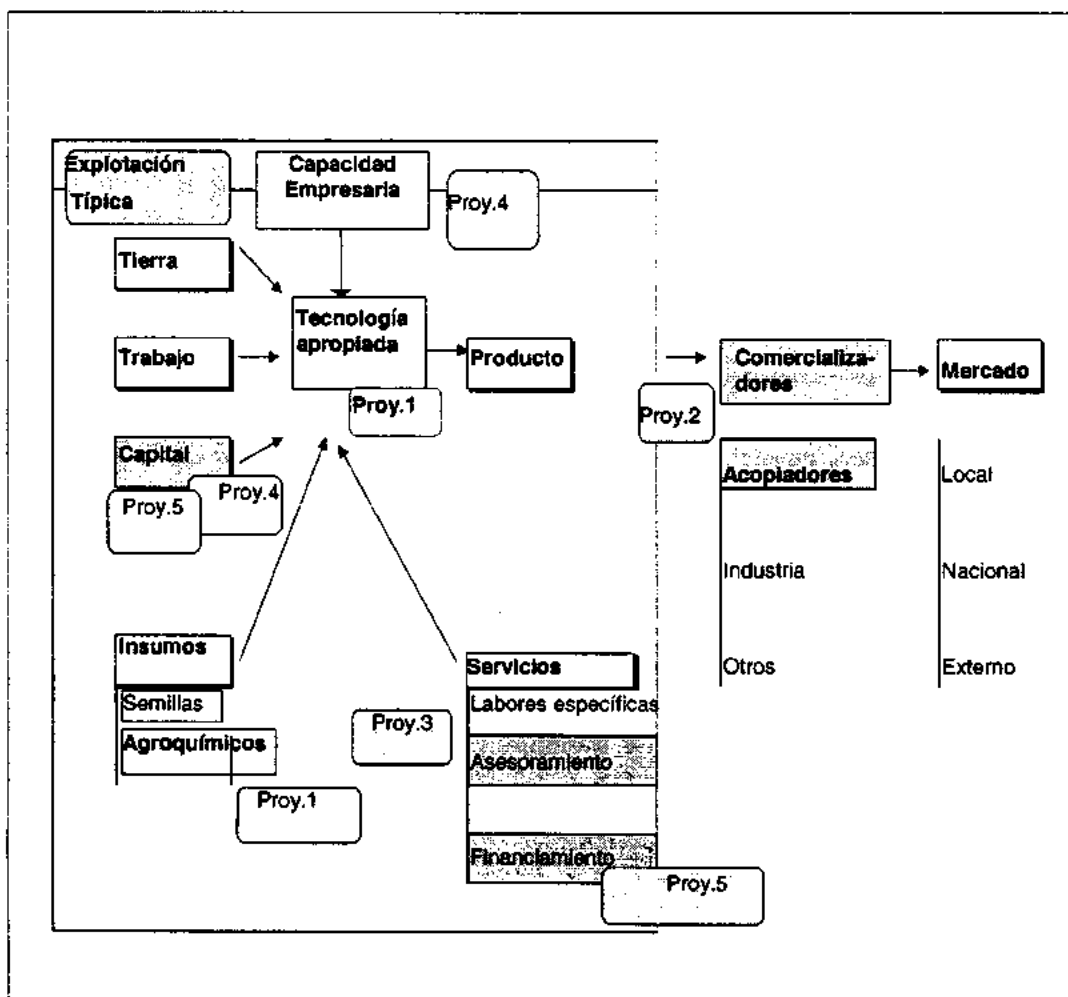 Explotación
Típica
Capacidad
Empresaria
Proy.4
Tierra
Tecnología
apropiada
Trabajo
Producto
Comercializa-
dores
Mercado
Proy.1
Proy.2
Capital
Proy.4
Proy.5
Acopiadores
Local
Industria
Nacional
Insumos
Servicios
Otros
Externo
Semillas
Labores específicas
Proy.3
Agroquímicos
Asesoramiento
Proy.1
Financiamiento
Proy.5